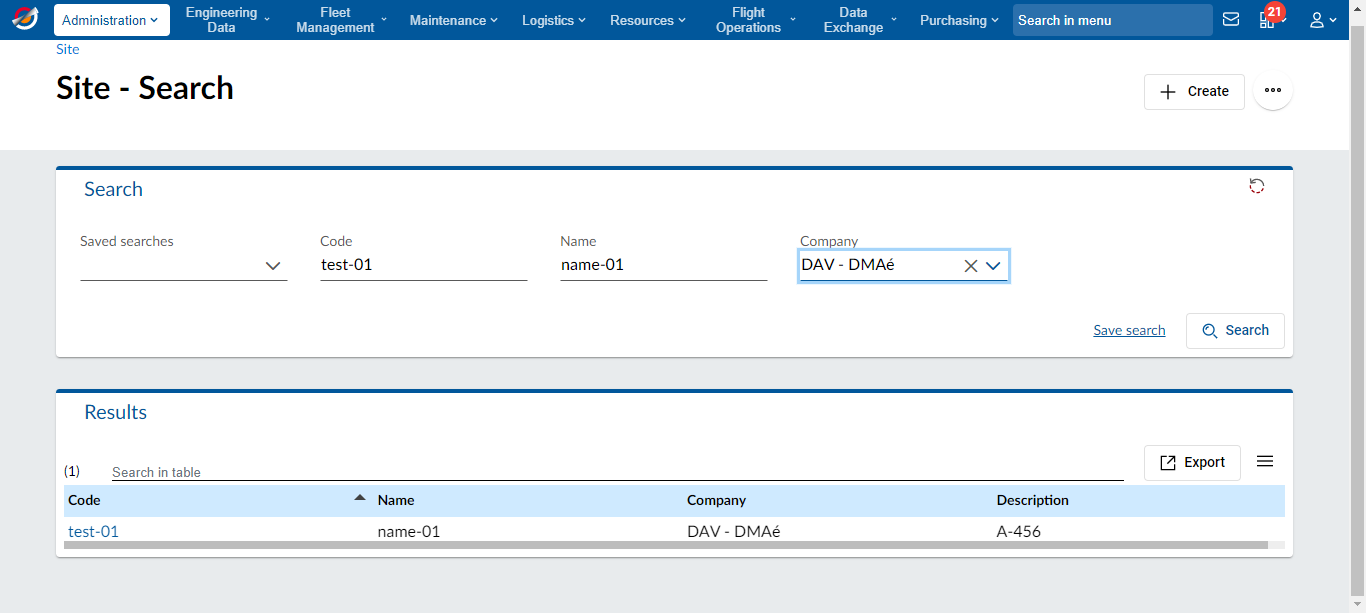 Administration
Engineering
Data
Fleet
Management
Maintenance
Logistics
Resources
Flight
Operations
Data
Exchange
Purchasing
Search in menu
21
Site
Site - Search
Create
Search
Saved searches
Code
Name
Company
test-01
name-01
DAV - DMAé
Save search
Search
Results
(1)
Search in table
Export
Code Name Company Description
test-01 name-01 DAV - DMAé A-456